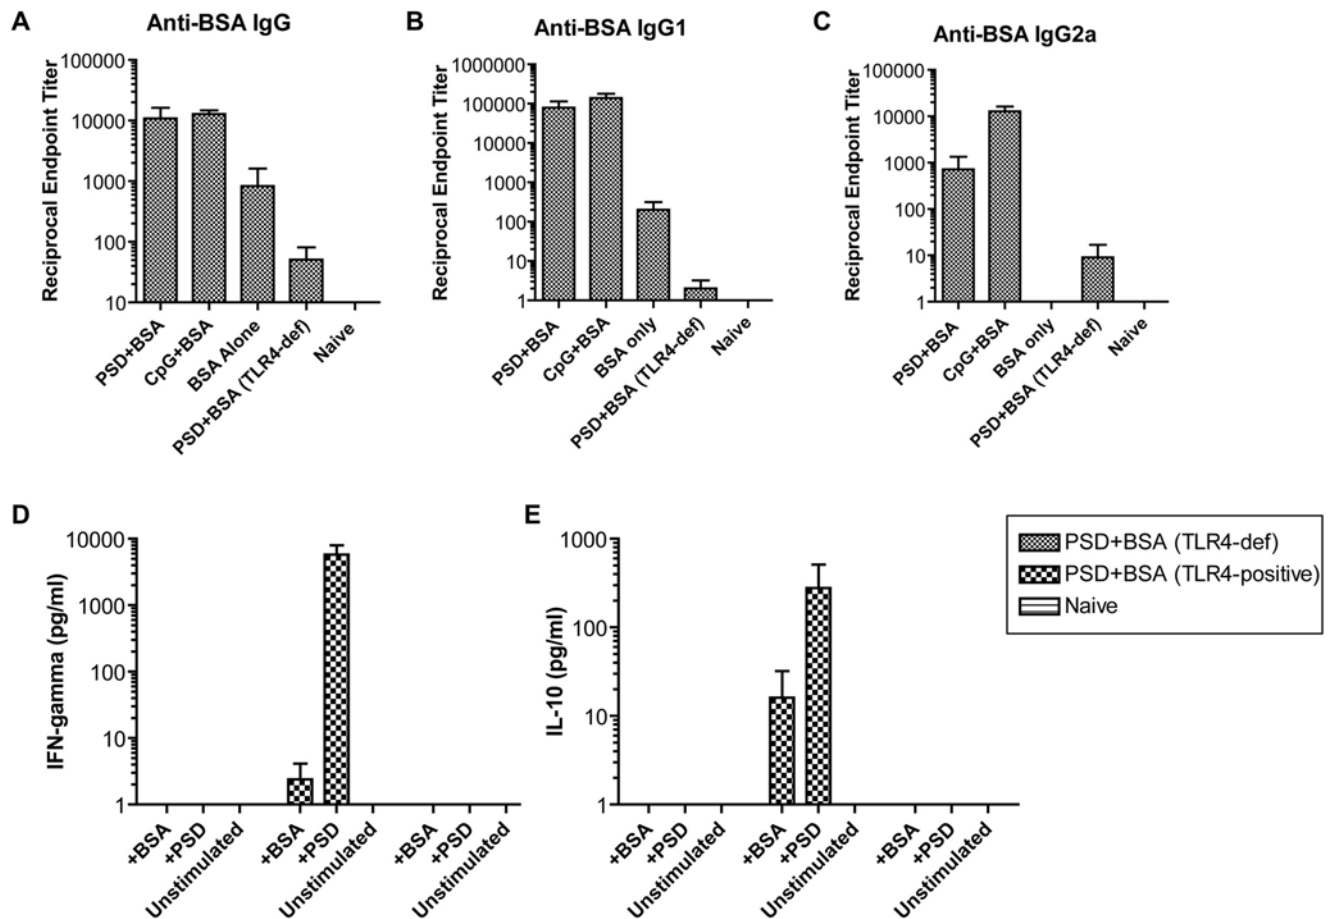 A
Anti-BSA IgG
Reciprocal Endpoint Titer
100000
10000
1000
100
10
PSD+BSA
CpG+BSA
BSA Alone
PSD+BSA (TLR4-def)
Naive
B
Anti-BSA IgG1
Reciprocal Endpoint Titer
1000000
100000
10000
1000
100
10
1
PSD+BSA
CpG+BSA
BSA only
PSD+BSA (TLR4-def)
Naive
C
Anti-BSA IgG2a
Reciprocal Endpoint Titer
100000
10000
1000
100
10
1
PSD+BSA
CpG+BSA
BSA only
PSD+BSA (TLR4-def)
Naive
D
IFN-gamma (pg/ml)
10000
1000
100
10
1
+BSA
+PSD
Unstimulated
+BSA
+PSD
Unstimulated
+BSA
+PSD
Unstimulated
E
IL-10 (pg/ml)
1000
100
10
1
+BSA
+PSD
Unstimulated
+BSA
+PSD
Unstimulated
+BSA
+PSD
Unstimulated
PSD+BSA (TLR4-def)
PSD+BSA (TLR4-positive)
Naive